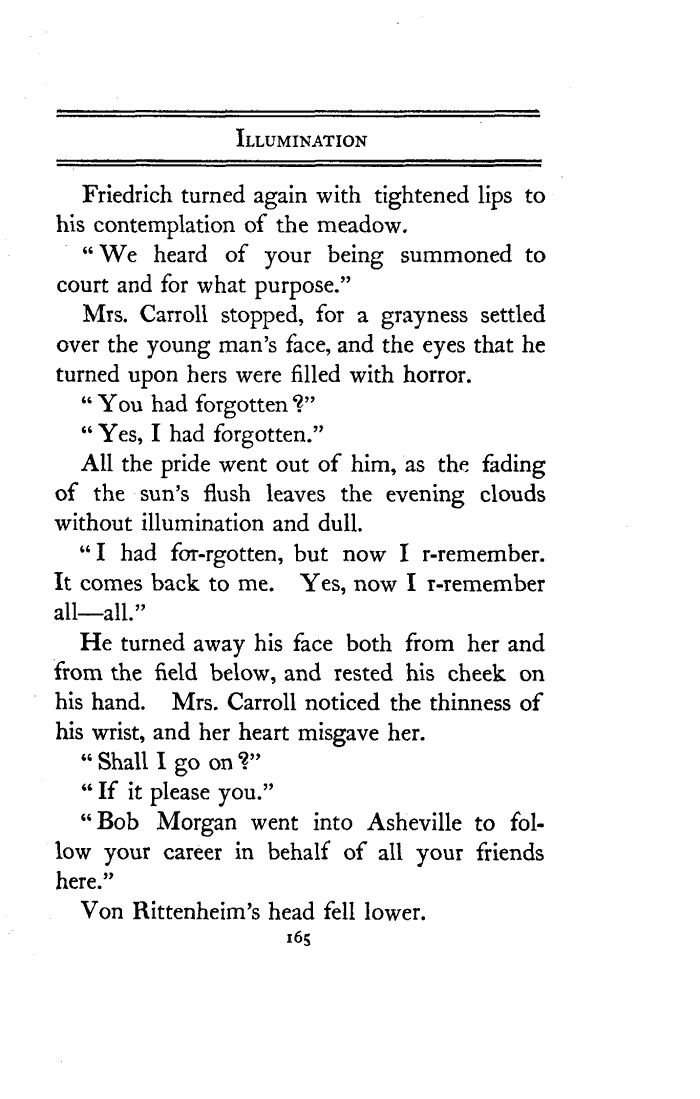 Illumination
Friedrich turned again with tightened lips to
his contemplation of the meadow.
“We heard of your being summoned to
court and for what purpose.”
Mrs. Carroll stopped, for a grayness settled
over the young man’s face, and the eyes that he
turned upon hers were filled with horror.
“You had forgotten?”
“Yes, I had forgotten.”
All the pride went out of him, as the fading
of the sun’s flush leaves the evening clouds
without illumination and dull.
“I had for-rgotten, but now I r-remember.
It comes back to me. Yes, now I r-remember
all—all.”
He turned away his face both from her and
from the field below, and rested his cheek on
his hand. Mrs. Carroll noticed the thinness of
his wrist, and her heart misgave her.
“Shall I go on?”
“If it please you.”
“Bob Morgan went into Asheville to fol-
low your career in behalf of all your friends
here.”
Von Rittenheim’s head fell lower.
165